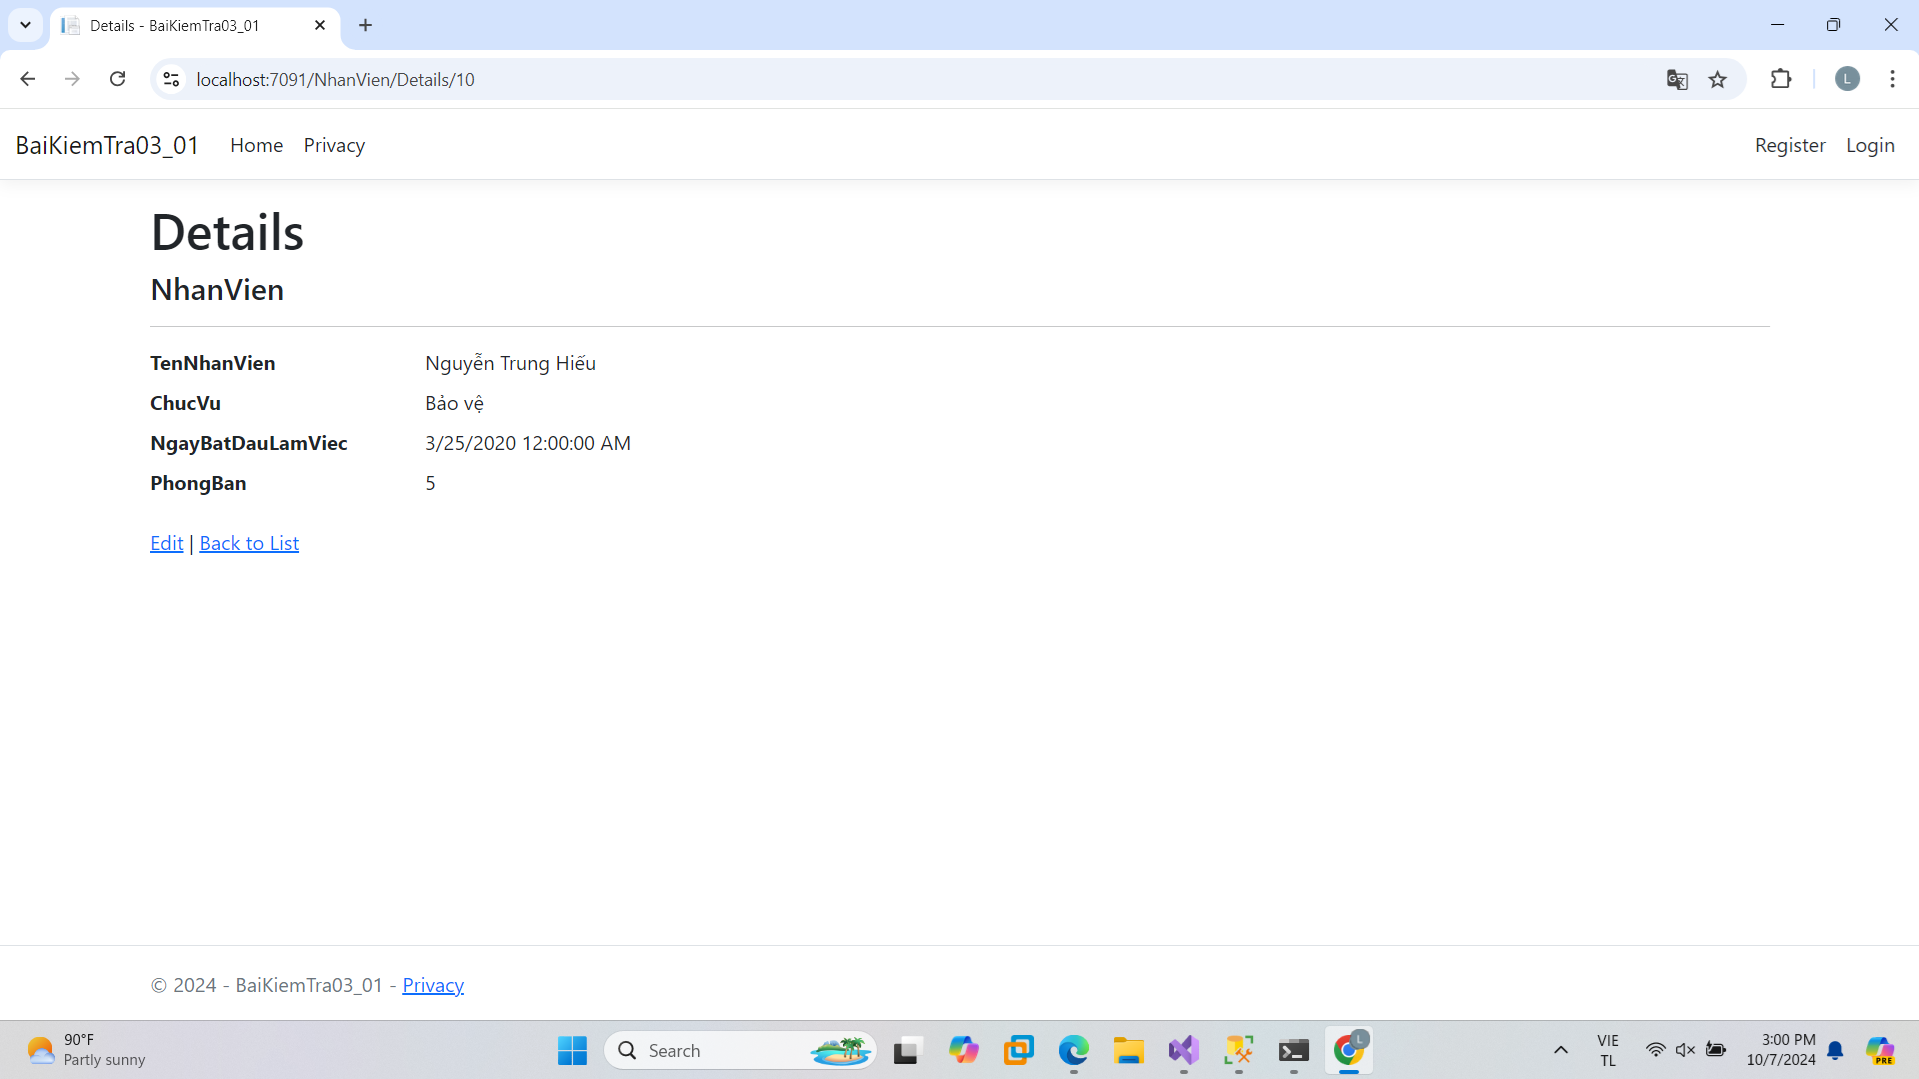 Details - BaiKiemTra03_01
localhost:7091/NhanVien/Details/10
L
BaiKiemTra03_01 Home Privacy Register Login
Details
NhanVien
TenNhanVien Nguyễn Trung Hiếu
ChucVu Bảo vệ
NgayBatDauLamViec 3/25/2020 12:00:00 AM
PhongBan 5
Edit | Back to List
© 2024 - BaiKiemTra03_01 - Privacy
90°F
Partly sunny
Search
L
VIE
TL
3:00 PM
10/7/2024
PRE